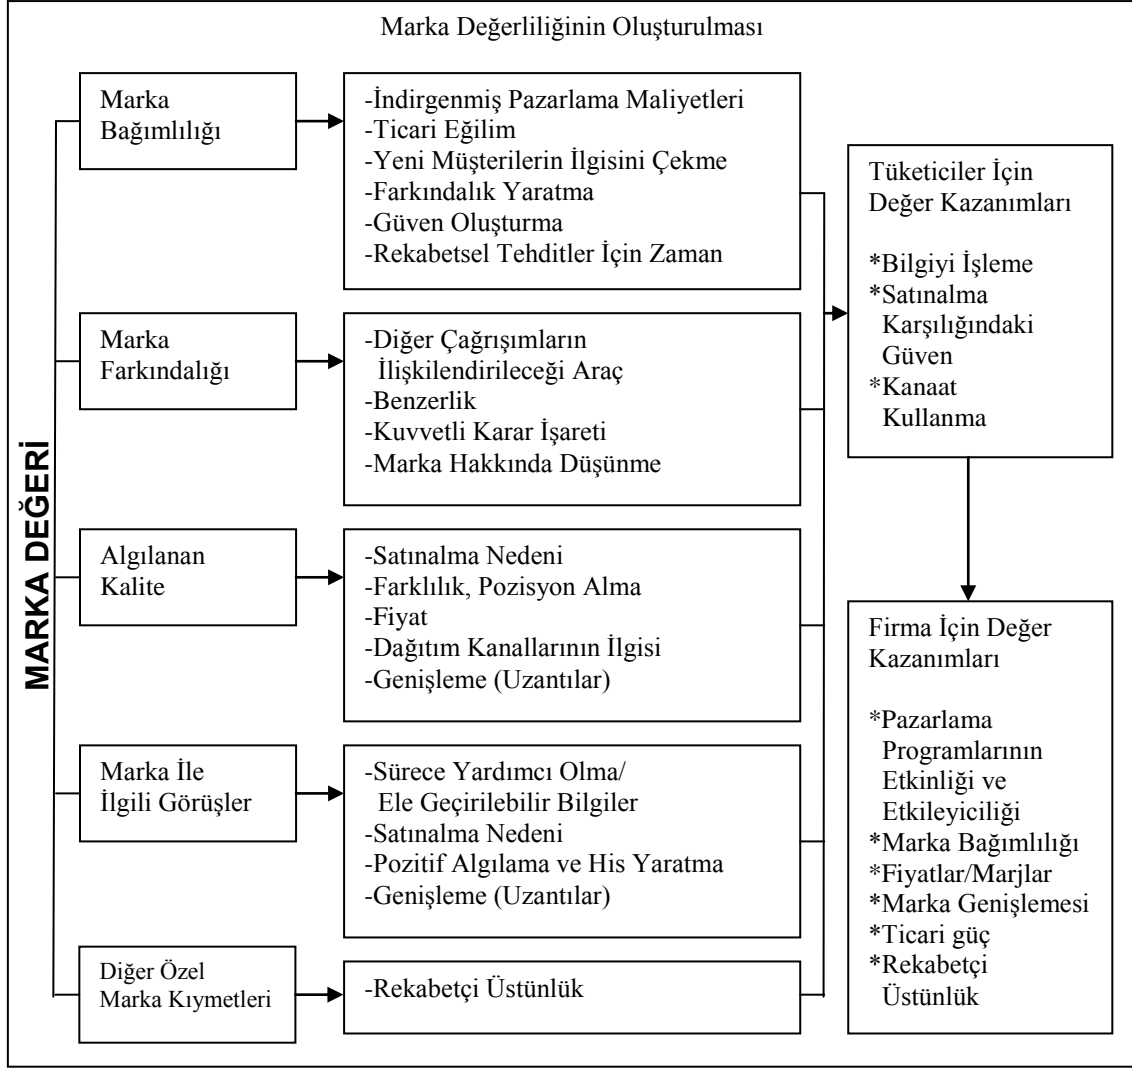 Marka Değerliliğinin Oluşturulması
MARKA DEĞERİ
Marka
Bağımlılığı
-İndirgenmiş Pazarlama Maliyetleri
-Ticari Eğilim
-Yeni Müşterilerin İlgisini Çekme
-Farkındalık Yaratma
-Güven Oluşturma
-Rekabetsel Tehditler İçin Zaman
Marka
Farkındalığı
-Diğer Çağrışımların
İlişkilendirileceği Araç
-Benzerlik
-Kuvvetli Karar İşareti
-Marka Hakkında Düşünme
Algılanan
Kalite
-Satınalma Nedeni
-Farklılık, Pozisyon Alma
-Fiyat
-Dağıtım Kanallarının İlgisi
-Genişleme (Uzantılar)
Marka İle
İlgili Görüşler
-Sürece Yardımcı Olma/
Ele Geçirilebilir Bilgiler
-Satınalma Nedeni
-Pozitif Algılama ve His Yaratma
-Genişleme (Uzantılar)
Diğer Özel
Marka Kıymetleri
-Rekabetçi Üstünlük
Tüketiciler İçin
Değer Kazanımları
*Bilgiyi İşleme
*Satınalma
Karşılığındaki
Güven
*Kanaat
Kullanma
Firma İçin Değer
Kazanımları
*Pazarlama
Programlarının
Etkinliği ve
Etkileyiciliği
*Marka Bağımlılığı
*Fiyatlar/Marjlar
*Marka Genişlemesi
*Ticari güç
*Rekabetçi
Üstünlük